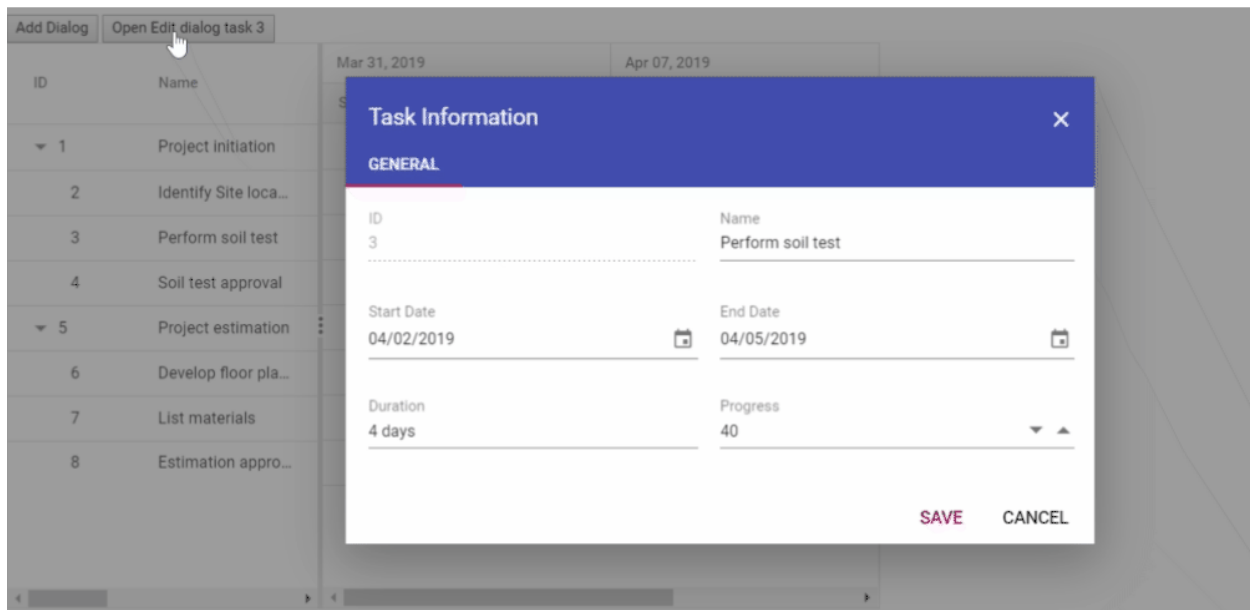 Add Dialog Open Edit dialog task 3
Mar 31, 2019 Apr 07, 2019
ID Name
S
1 Project initiation
2 Identify Site loca...
3 Perform soil test
4 Soil test approval
5 Project estimation
6 Develop floor pla...
7 List materials
8 Estimation appro...
Task Information
GENERAL
ID Name
3 Perform soil test
Start Date End Date
04/02/2019 04/05/2019
Duration Progress
4 days 40
SAVE CANCEL